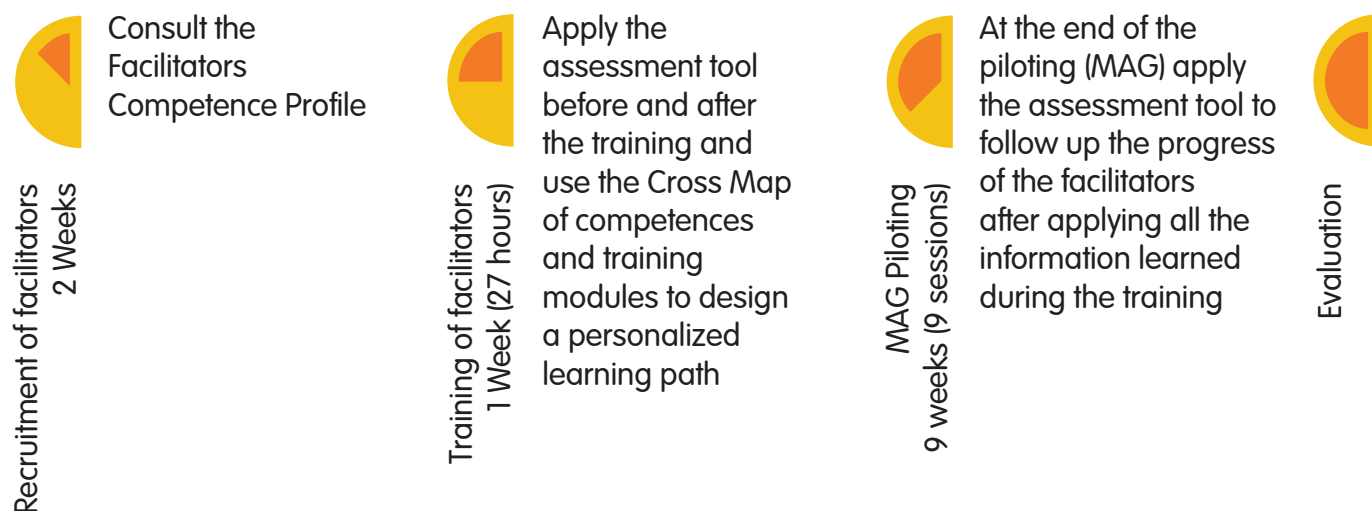 Recruitment of facilitators
2 Weeks
Consult the
Facilitators
Competence Profile
Training of facilitators
1 Week (27 hours)
Apply the
assessment tool
before and after
the training and
use the Cross Map
of competences
and training
modules to design
a personalized
learning path
MAG Piloting
9 weeks (9 sessions)
At the end of the
piloting (MAG) apply
the assessment tool to
follow up the progress
of the facilitators
after applying all the
information learned
during the training
Evaluation